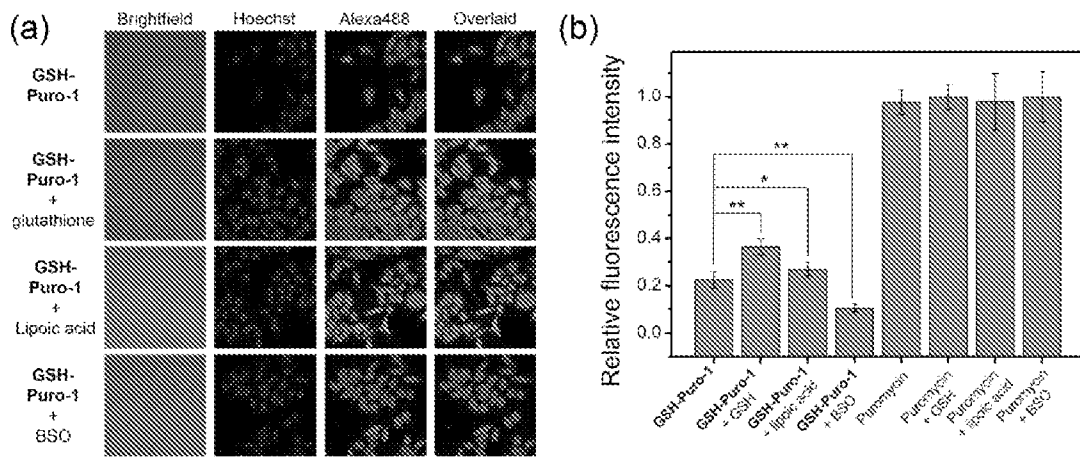 (a)
Brightfield Hoechst Alexa488 Overlaid
GSH-
Puro-1
GSH-
Puro-1
+
glutathione
GSH-
Puro-1
+
Lipoic acid
GSH-
Puro-1
+
BSO
(b)
Relative fluorescence intensity
1.0
0.8
0.6
0.4
0.2
0.0
**
*
**
GSH-Puro-1
GSH-Puro-1
+ GSH
GSH-Puro-1
+ lipoic acid
GSH-Puro-1
+ BSO
Puromycin
Puromycin
+ GSH
Puromycin
+ lipoic acid
Puromycin
+ BSO